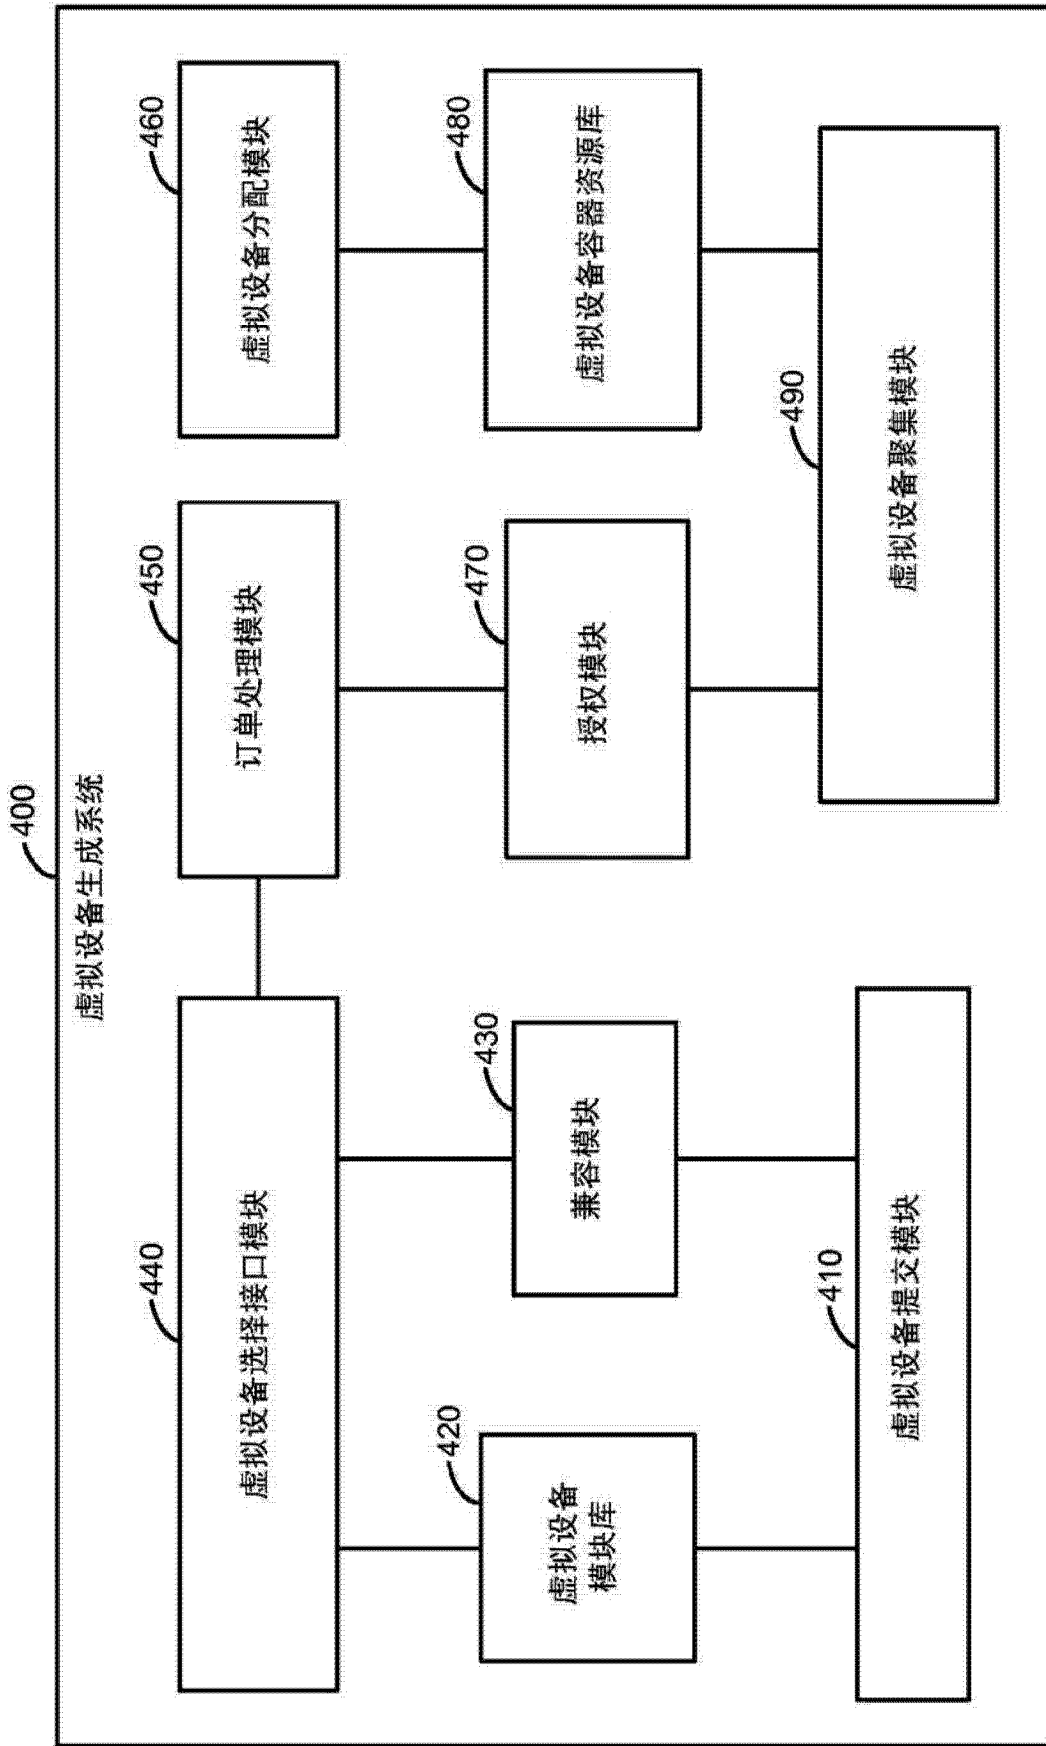 400
虚拟设备生成系统
440
虚拟设备选择接口模块
450
订单处理模块
460
虚拟设备分配模块
420
虚拟设备
模块库
430
兼容模块
470
授权模块
480
虚拟设备容器资源库
410
虚拟设备提交模块
490
虚拟设备聚集模块